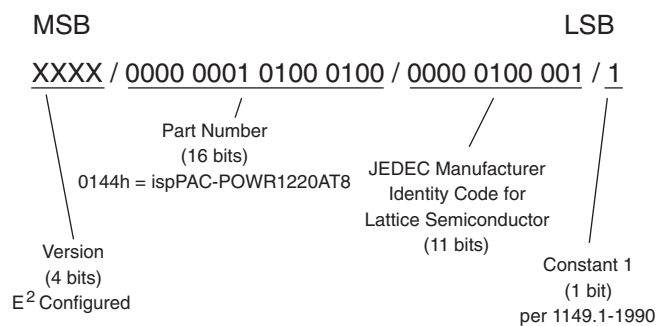 MSB LSB
XXXX / 0000 0001 0100 0100 / 0000 0100 001 / 1
Part Number
(16 bits)
0144h = ispPAC-POWR1220AT8
JEDEC Manufacturer
Identity Code for
Lattice Semiconductor
(11 bits)
Version
(4 bits)
E² Configured
Constant 1
(1 bit)
per 1149.1-1990